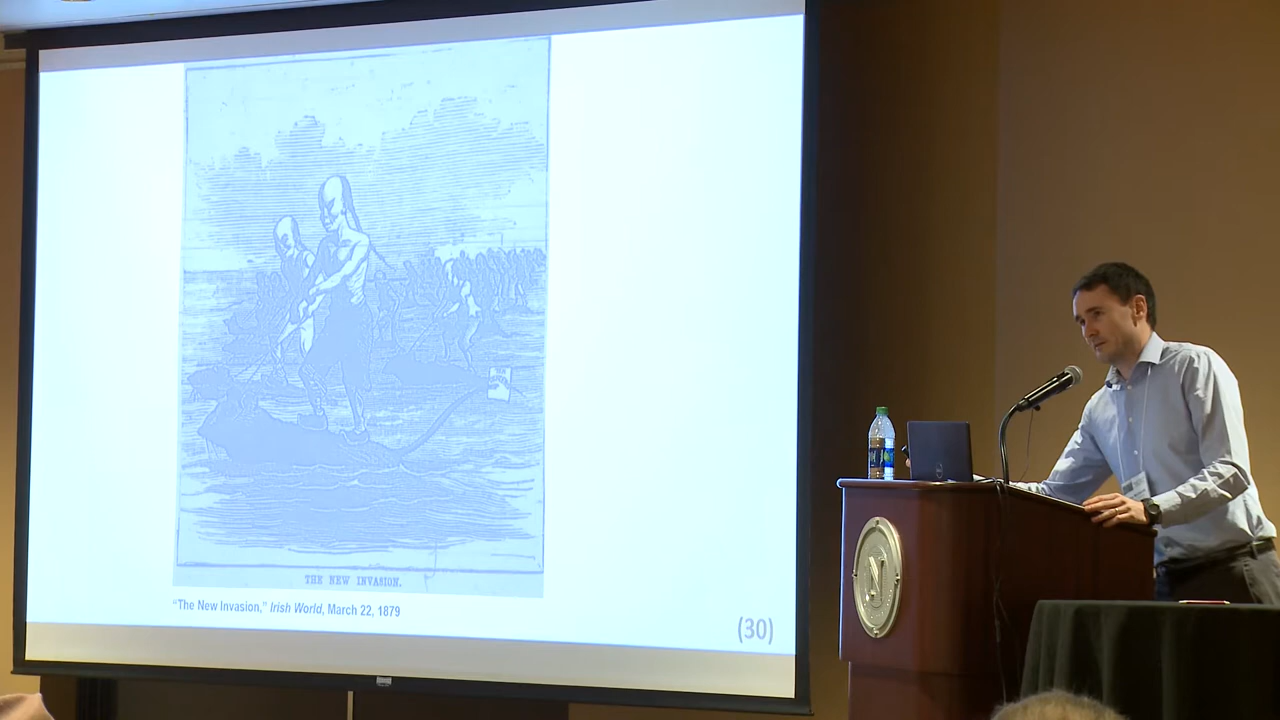 THE NEW INVASION.
“The New Invasion,” Irish World, March 22, 1879
(30)
N